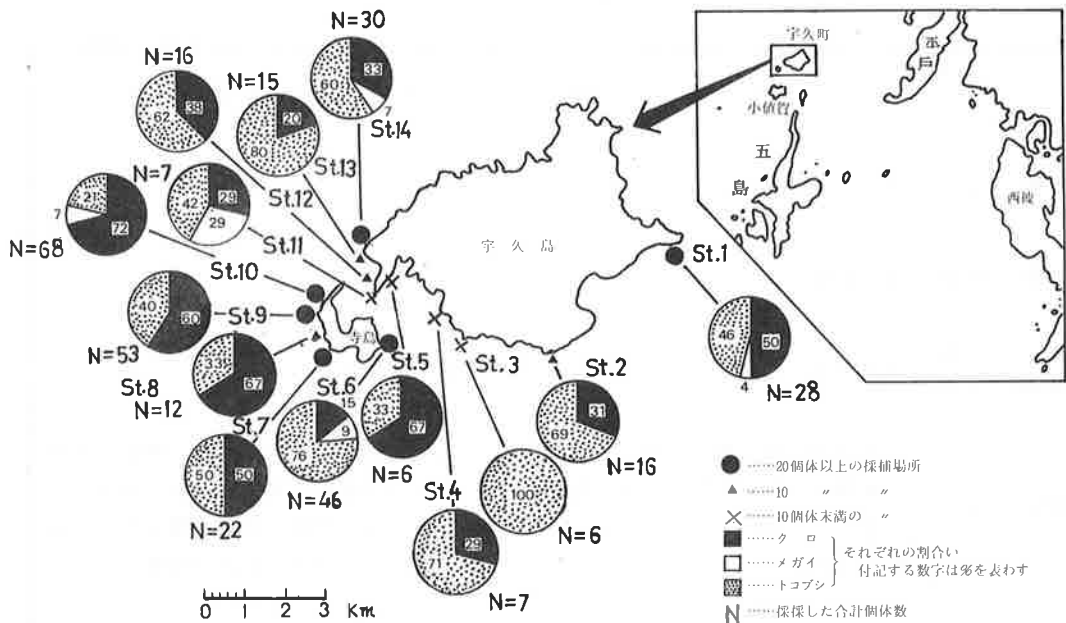 N=30
33
60
7
St.14
N=16
38
62
St.12
N=15
20
80
St.13
N=7
42
29
29
St.11
21
7
72
N=68
St.10
40
60
St.9
N=53
33
67
St.8
N=12
St.7
50
50
N=22
St.6
15
9
76
N=46
St.5
33
67
N=6
St.4
29
71
N=7
St.3
100
N=6
St.2
31
69
N=16
St.1
46
50
4
N=28
宇久島
寺島
宇久町
小値賀
五島
平戸
西彼
0 1 2 3 Km
……20個体以上の採捕場所
……10 〃 〃
……10個体末満の 〃
……クロ
……メガイ
……トコブシ
それぞれの割合い
付記する数字は%を表わす
N ……採採した合計個体数